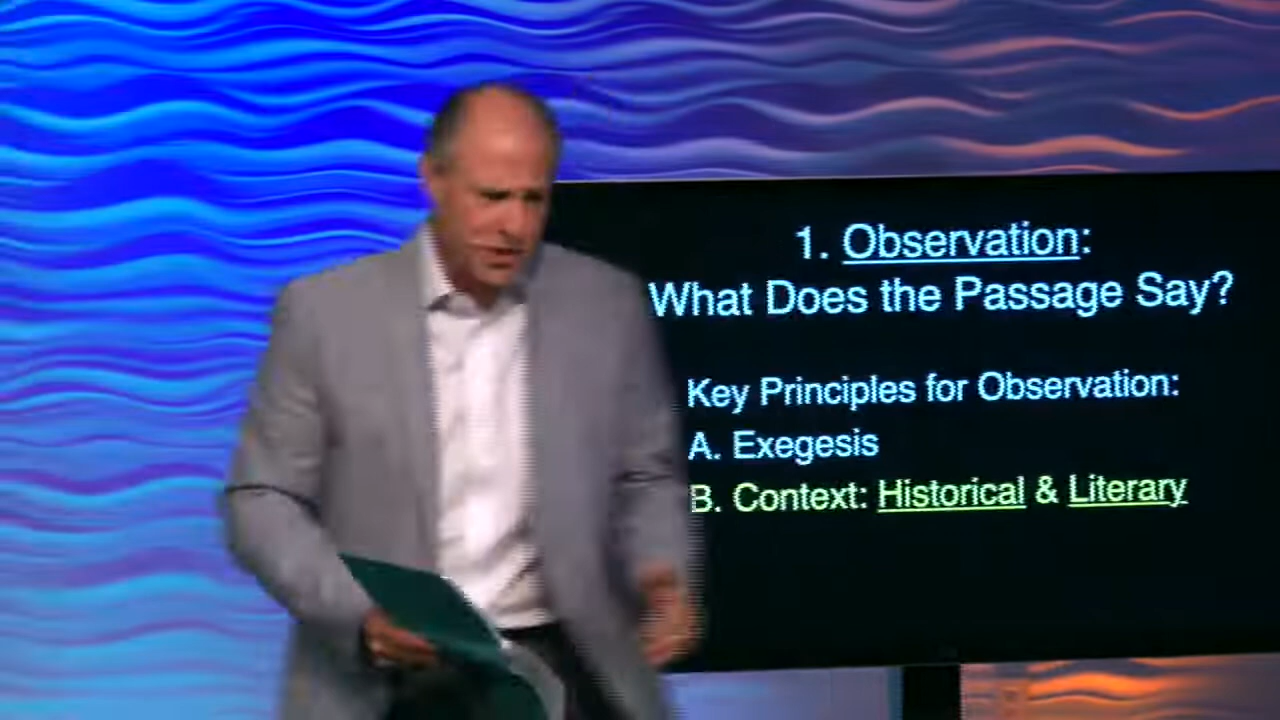 1. Observation:
What Does the Passage Say?
Key Principles for Observation:
A. Exegesis
B. Context: Historical & Literary